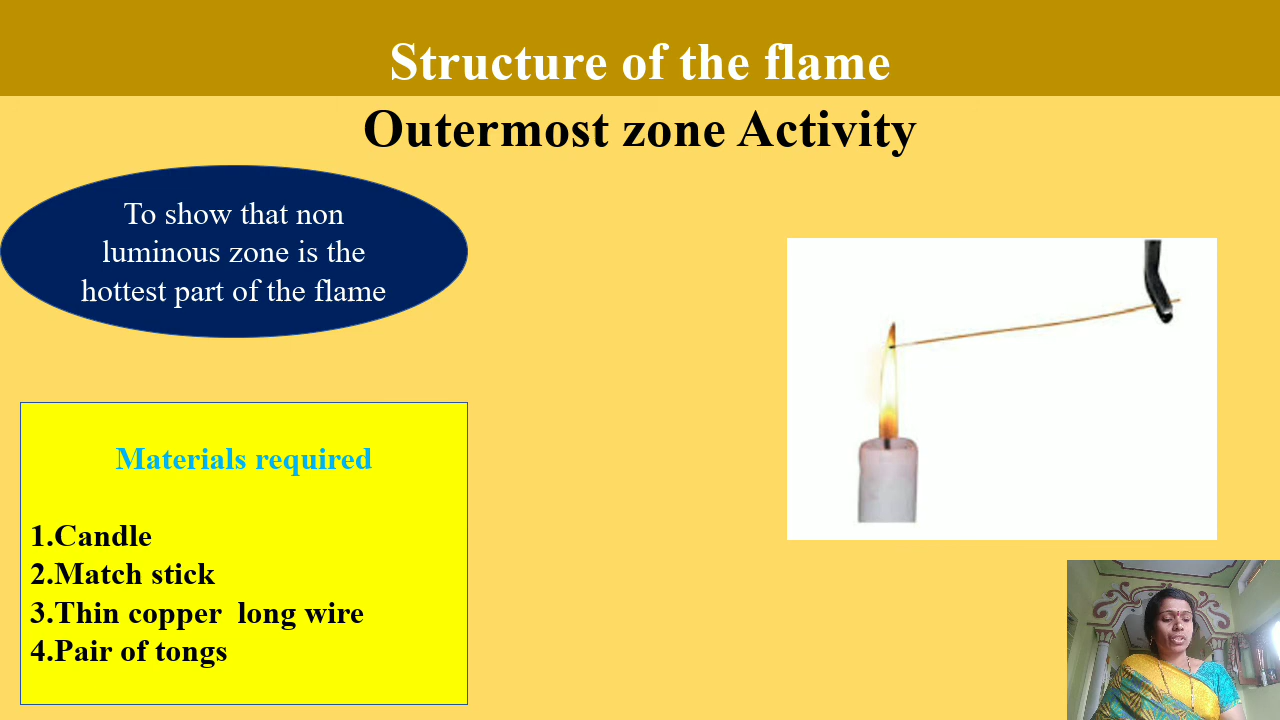 Structure of the flame
Outermost zone Activity
To show that non
luminous zone is the
hottest part of the flame
Materials required
1.Candle
2.Match stick
3.Thin copper  long wire
4.Pair of tongs